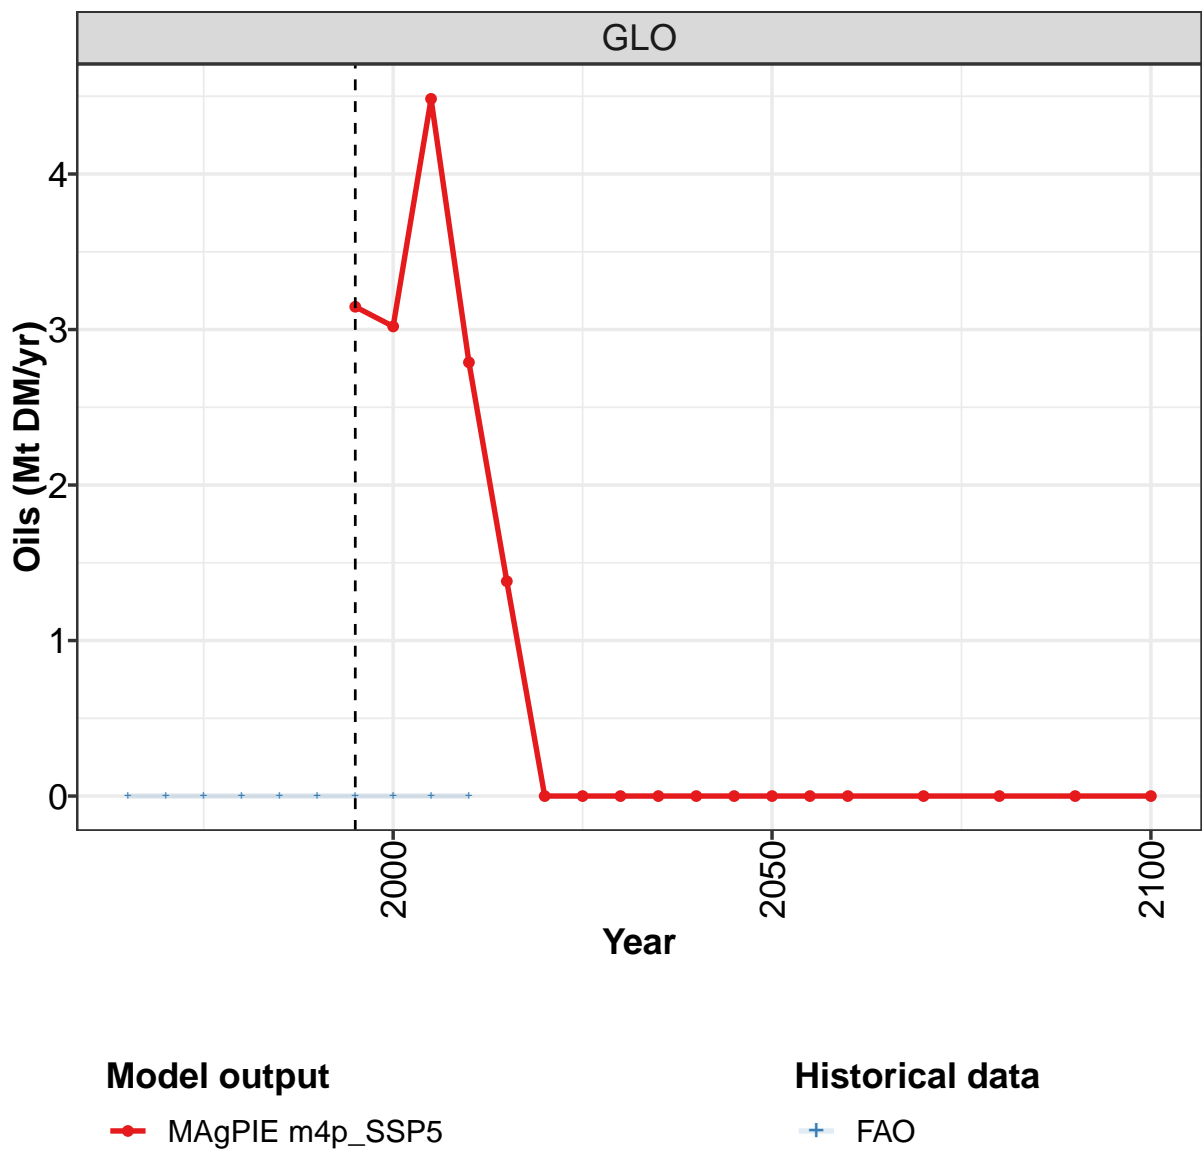 GLO
Oils (Mt DM/yr)
4
3
2
1
0
2000
2050
2100
Year
Model output
MAgPIE m4p_SSP5
Historical data
FAO